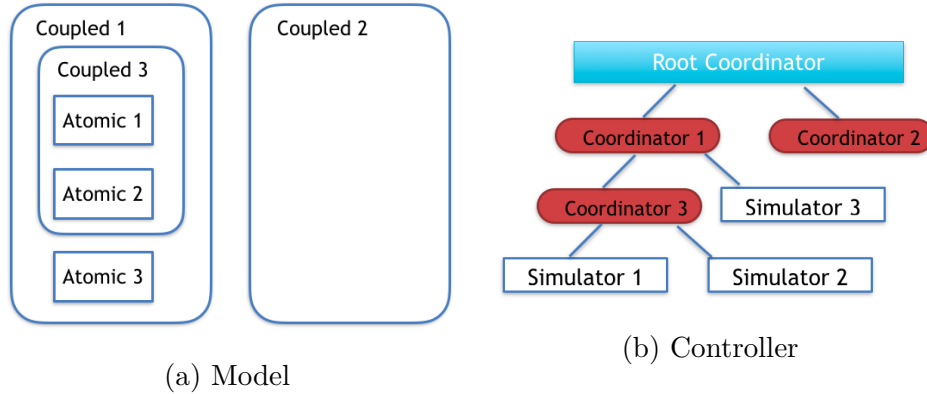 Coupled 1
Coupled 3
Atomic 1
Atomic 2
Atomic 3
Coupled 2
(a) Model
Root Coordinator
Coordinator 1
Coordinator 2
Coordinator 3
Simulator 3
Simulator 1
Simulator 2
(b) Controller